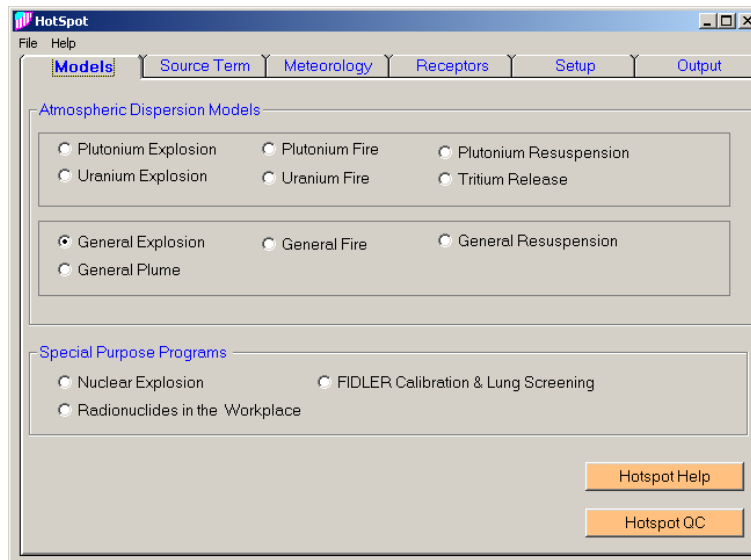 HotSpot
File Help
Models Source Term Meteorology Receptors Setup Output
Atmospheric Dispersion Models
Plutonium Explosion Plutonium Fire Plutonium Resuspension
Uranium Explosion Uranium Fire Tritium Release
General Explosion General Fire General Resuspension
General Plume
Special Purpose Programs
Nuclear Explosion FIDLER Calibration & Lung Screening
Radionuclides in the Workplace
Hotspot Help
Hotspot QC